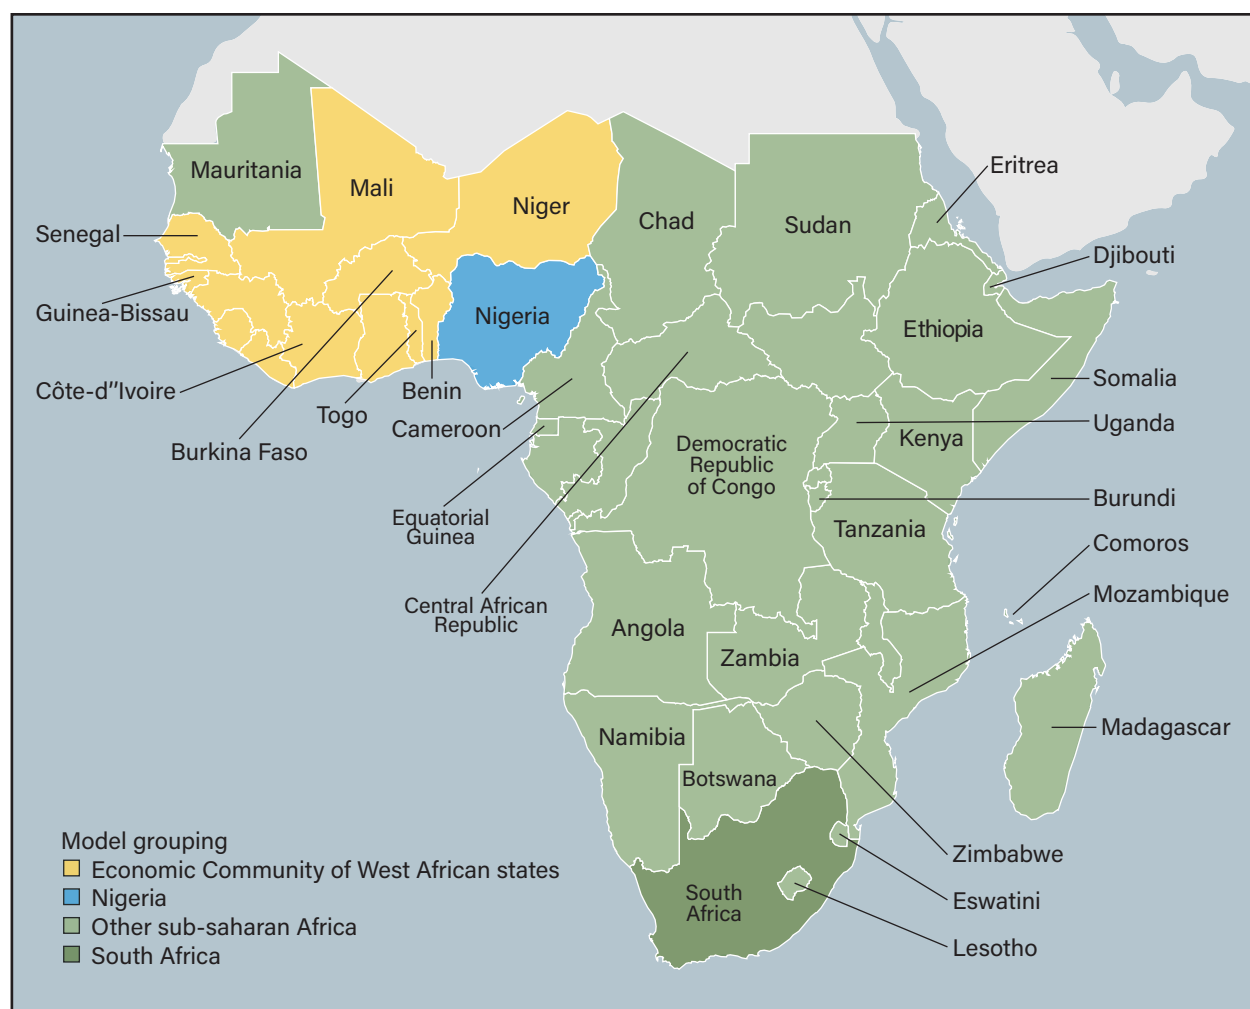 Mauritania
Mali
Niger
Chad
Sudan
Eritrea
Senegal
Djibouti
Guinea-Bissau
Nigeria
Ethiopia
Côte-d"Ivoire
Benin
Somalia
Togo
Cameroon
Uganda
Burkina Faso
Kenya
Democratic
Republic
of Congo
Burundi
Equatorial
Guinea
Tanzania
Comoros
Central African
Republic
Mozambique
Angola
Zambia
Madagascar
Namibia
Botswana
Zimbabwe
South
Africa
Eswatini
Lesotho
Model grouping
Economic Community of West African states
Nigeria
Other sub-saharan Africa
South Africa